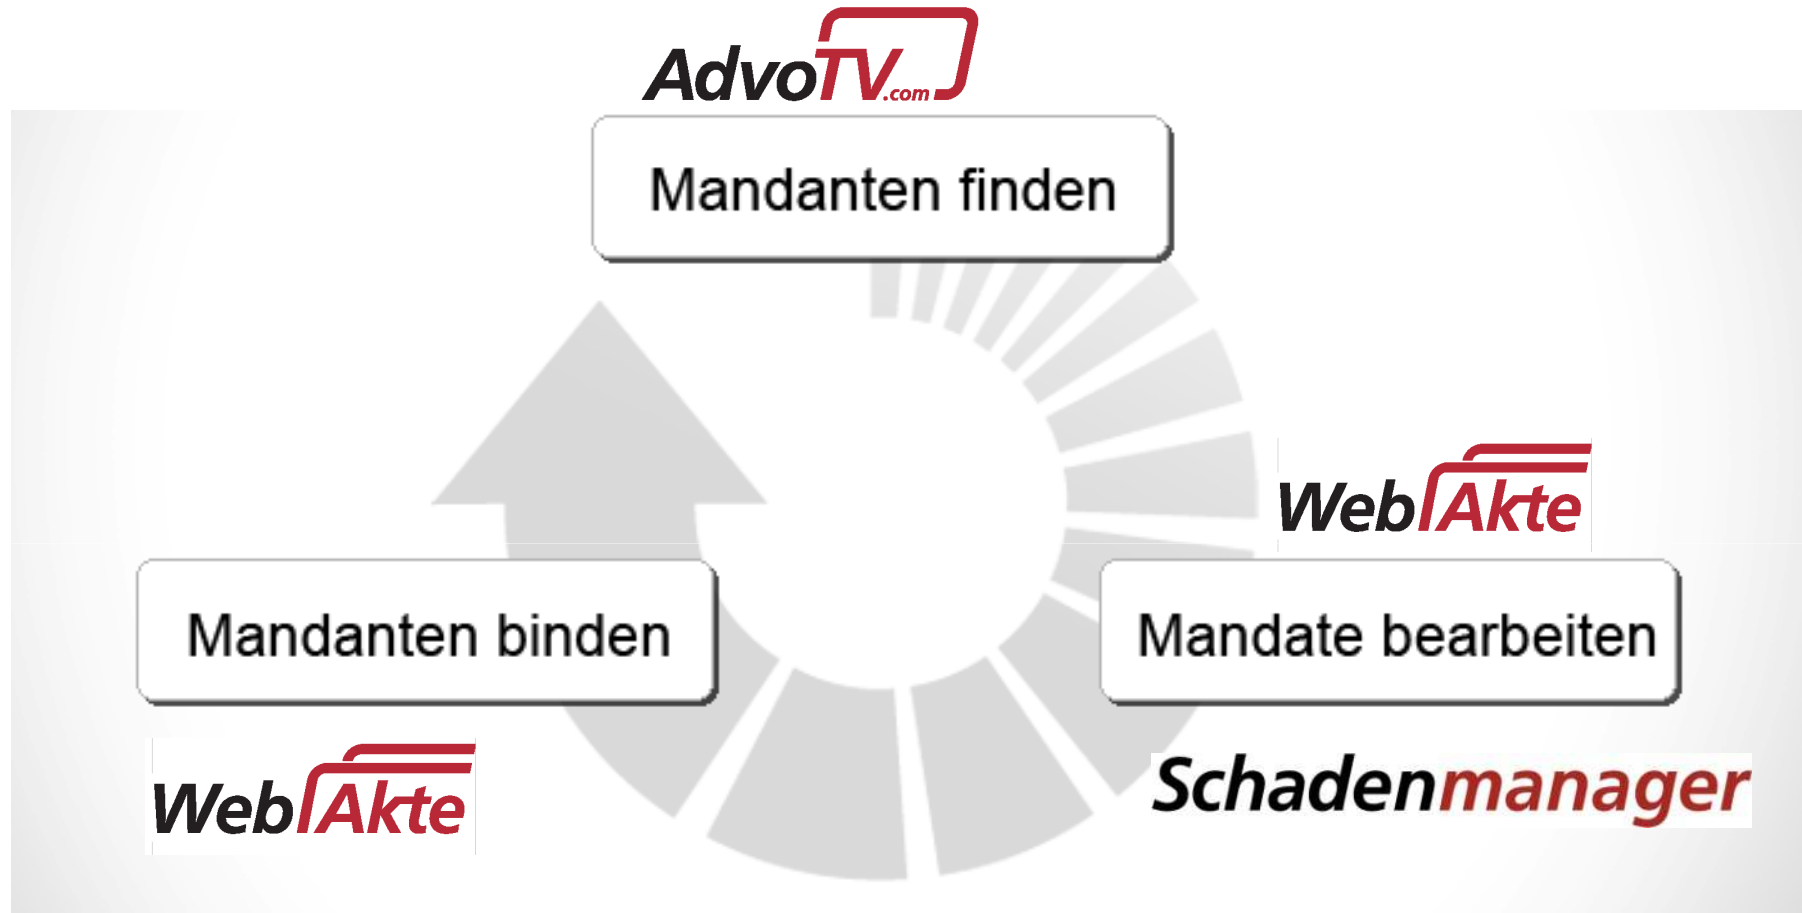 AdvoTV.com
Mandanten finden
WebAkte
Mandanten binden
Mandate bearbeiten
WebAkte
Schadenmanager